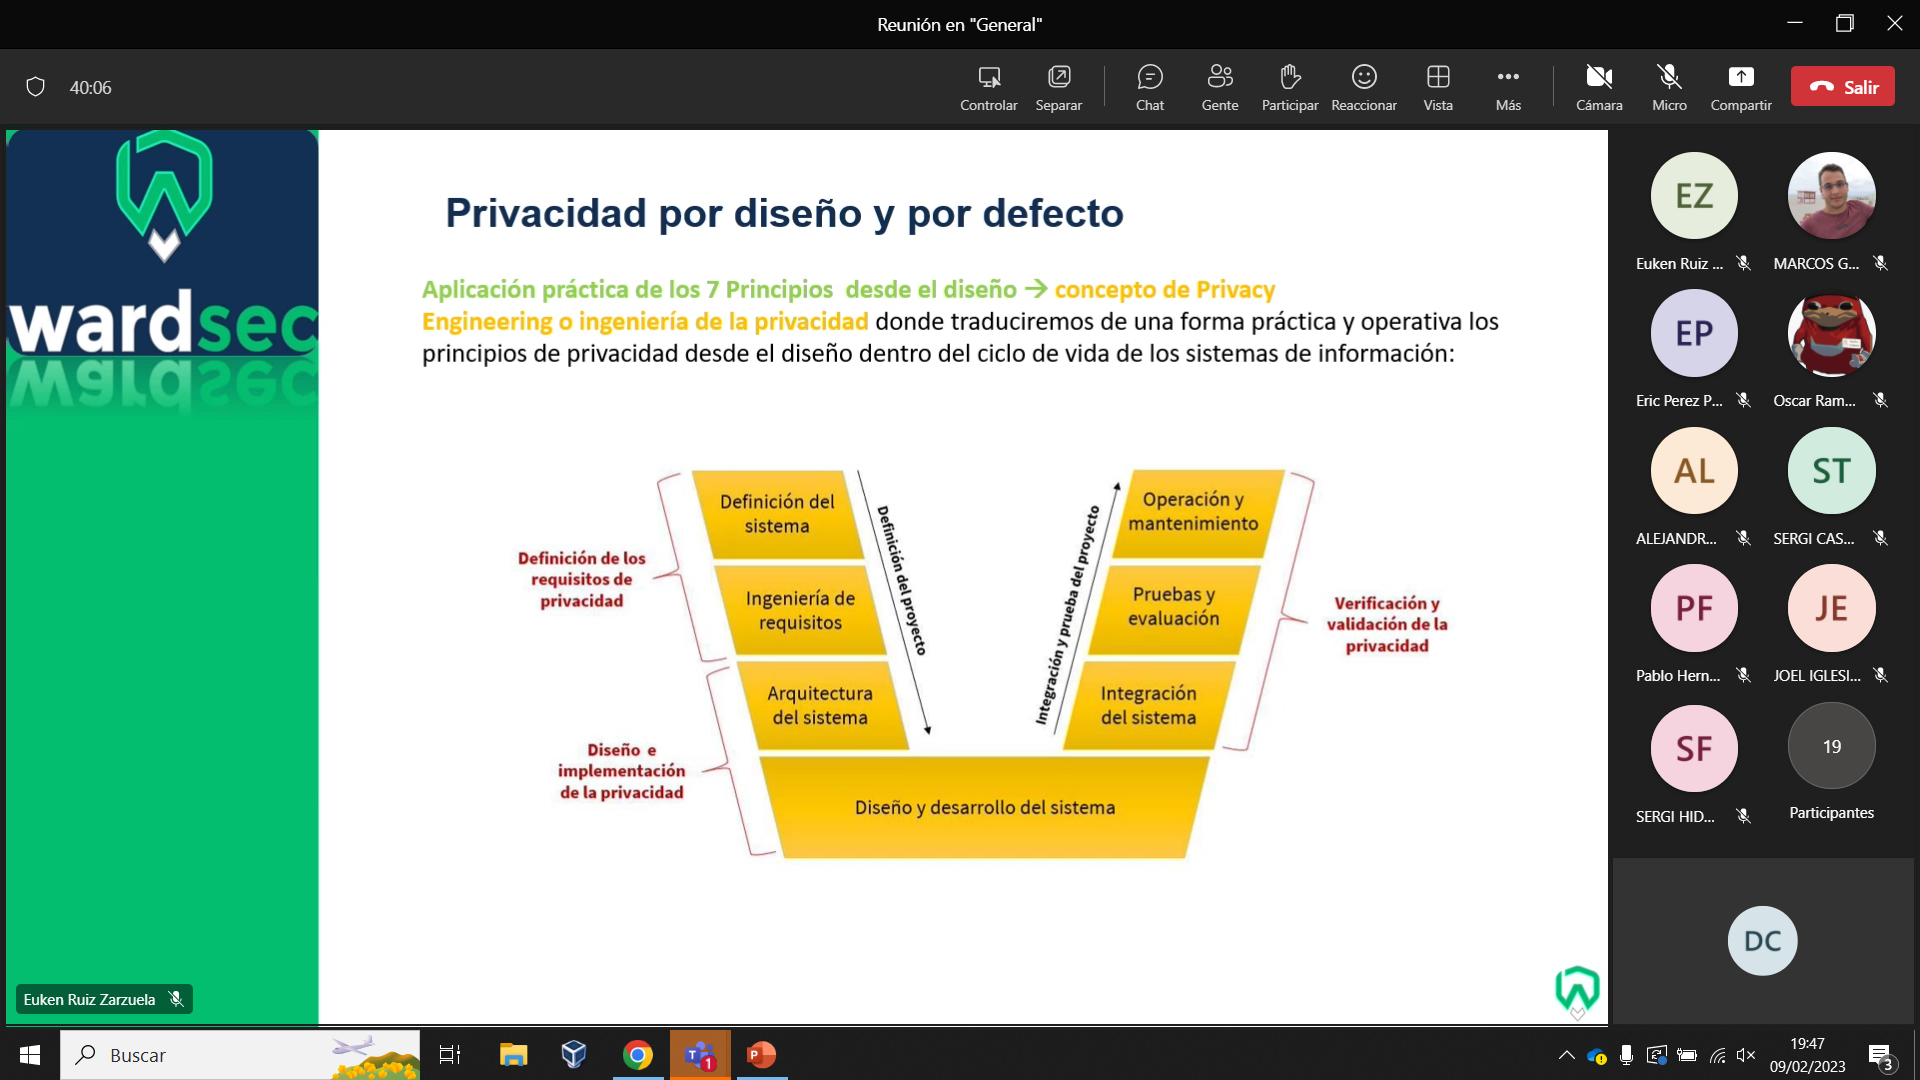 Reunión en "General"
40:06
Controlar
Separar
Chat
Gente
Participar
Reaccionar
Vista
Más
Cámara
Micro
Compartir
Salir
wardsec
Privacidad por diseño y por defecto
Aplicación práctica de los 7 Principios desde el diseño → concepto de Privacy
Engineering o ingeniería de la privacidad donde traduciremos de una forma práctica y operativa los
principios de privacidad desde el diseño dentro del ciclo de vida de los sistemas de información:
Definición de los
requisitos de
privacidad
Diseño e
implementación
de la privacidad
Definición del
sistema
Ingeniería de
requisitos
Arquitectura
del sistema
Definición del proyecto
Diseño y desarrollo del sistema
Integración y prueba del proyecto
Operación y
mantenimiento
Pruebas y
evaluación
Integración
del sistema
Verificación y
validación de la
privacidad
Euken Ruiz Zarzuela
EZ
Euken Ruiz ...
MARCOS G...
EP
Eric Perez P...
Oscar Ram...
AL
ALEJANDR...
ST
SERGI CAS...
PF
Pablo Hern...
JE
JOEL IGLESI...
SF
SERGI HID...
19
Participantes
DC
Buscar
1
19:47
09/02/2023
3